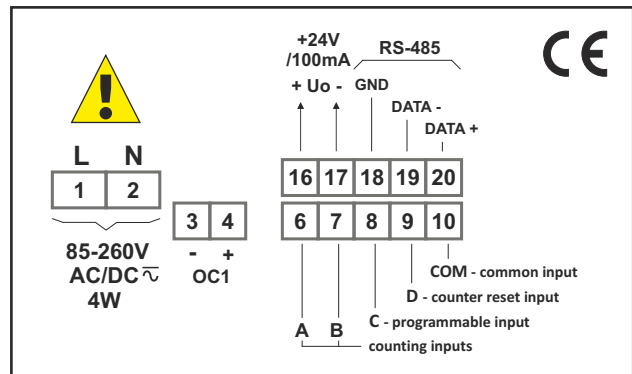 +24V
/100mA
RS-485
CE
+ Uo -
GND
DATA -
DATA +
L N
1 2
16 17 18 19 20
3 4
6 7 8 9 10
- +
OC1
85-260V
AC/DC
4W
COM - common input
D - counter reset input
C - programmable input
A B
counting inputs